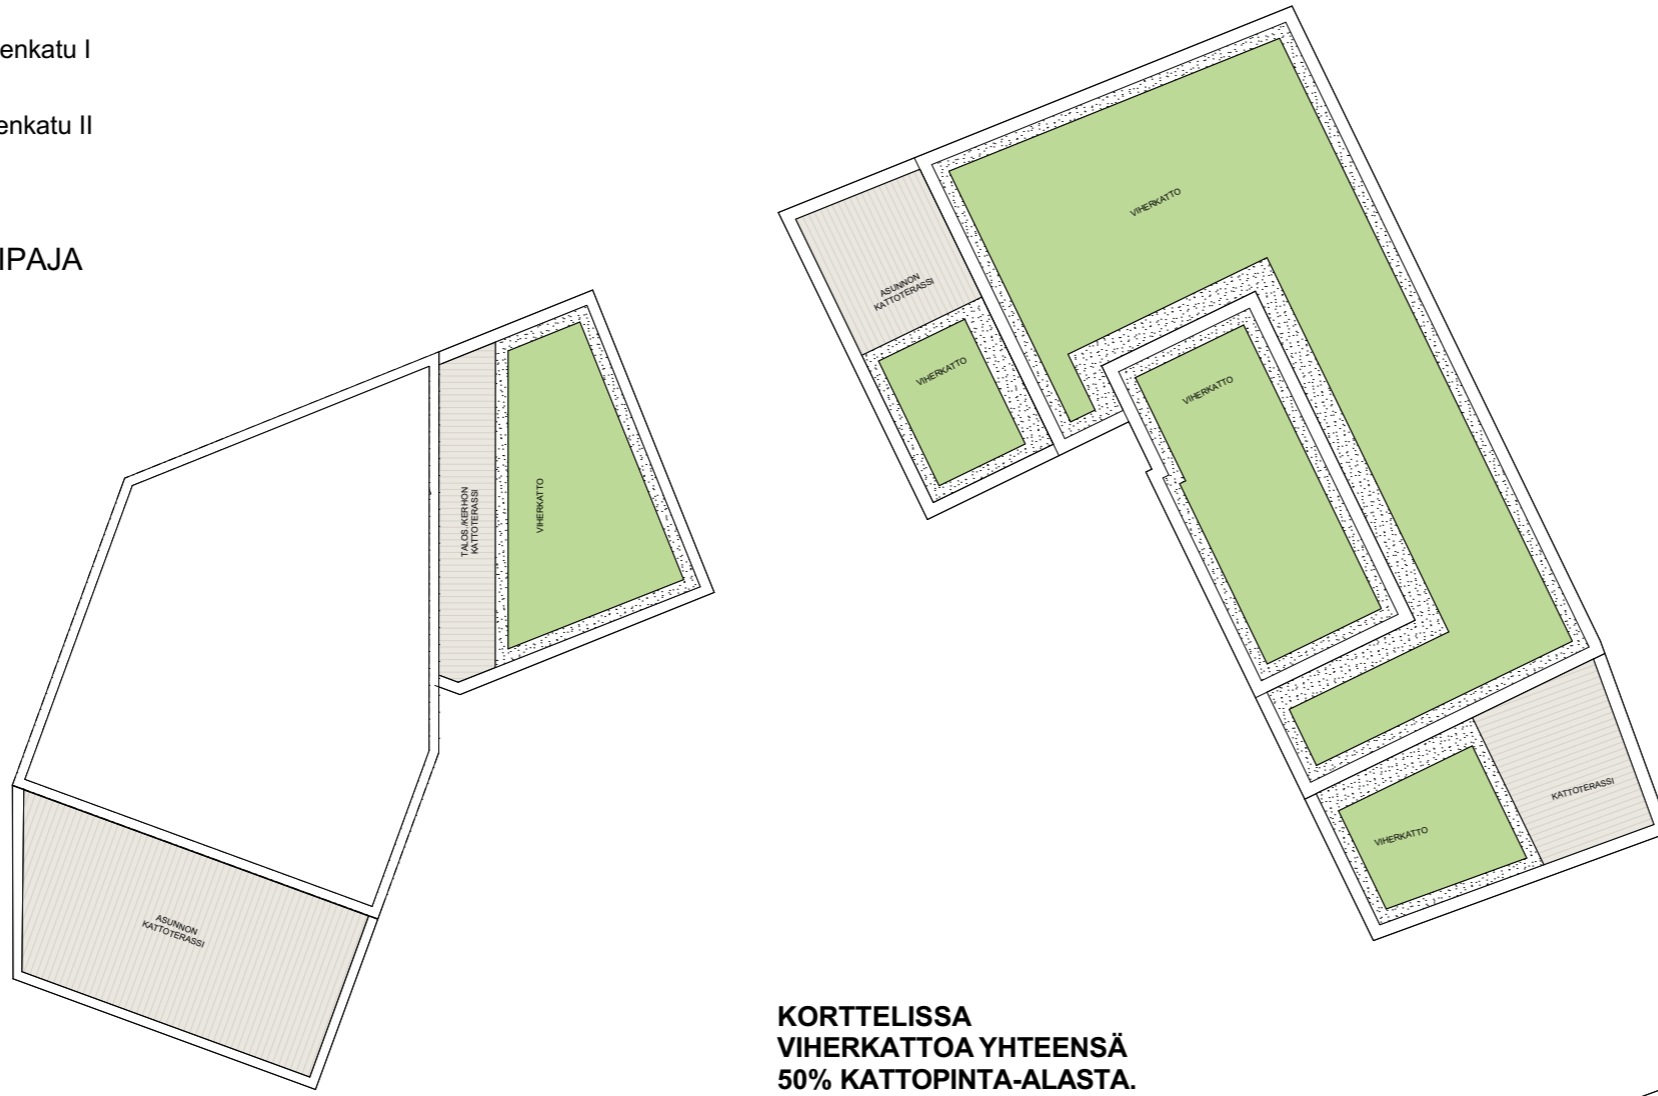 enkatu I
enkatu II
IPAJA
VIHERKATTO
ASUNNON
KATTOTERASSI
VIHERKATTO
VIHERKATTO
TALOS./KERHON
KATTOTERASSI
VIHERKATTO
KATTOTERASSI
VIHERKATTO
ASUNNON
KATTOTERASSI
KORTTELISSA
VIHERKATTOA YHTEENSÄ
50% KATTOPINTA-ALASTA.